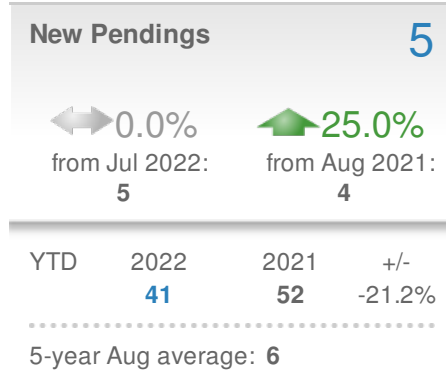 New Pendings 5
0.0% 25.0%
from Jul 2022: from Aug 2021:
5 4
YTD 2022 2021 +/-
41 52 -21.2%
5-year Aug average: 6